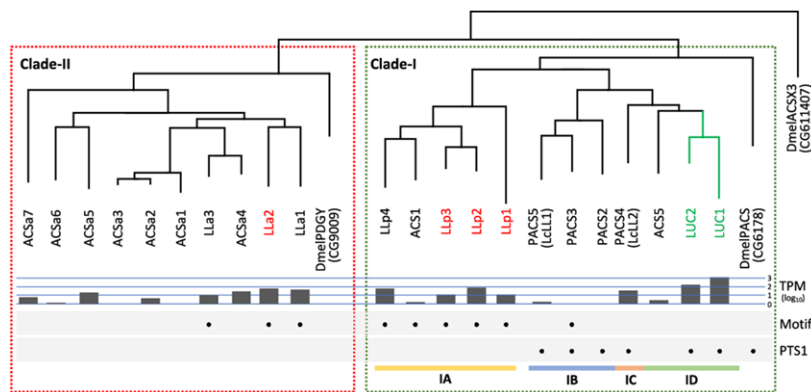 Clade-II
Clade-I
DmelACSX3
(CG611407)
ACSa7
ACSa6
ACSa5
ACSa3
ACSa2
ACSa1
LLa3
ACSa4
LLa2
LLa1
DmelPDGY
(CG9009)
LLp4
ACS1
LLp3
LLp2
LLp1
PACS5
(LcLL1)
PACS3
PACS2
PACS4
(LcLL2)
ACS5
LUC2
LUC1
DmelPACS
(CG6178)
3
2
1
0
TPM
(log10)
Motif
PTS1
IA
IB
IC
ID